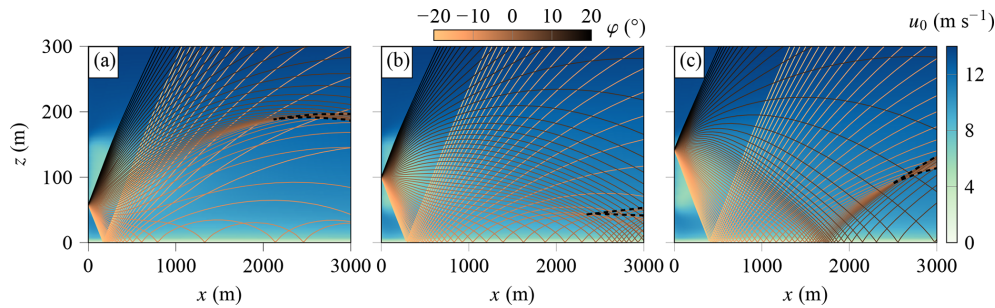 −20 −10 0 10 20 φ (°) u₀ (m s⁻¹)
300 (a) (b) (c) 12
200 8
z (m)
100 4
0 0
0 1000 2000 3000 0 1000 2000 3000 0 1000 2000 3000
x (m) x (m) x (m)